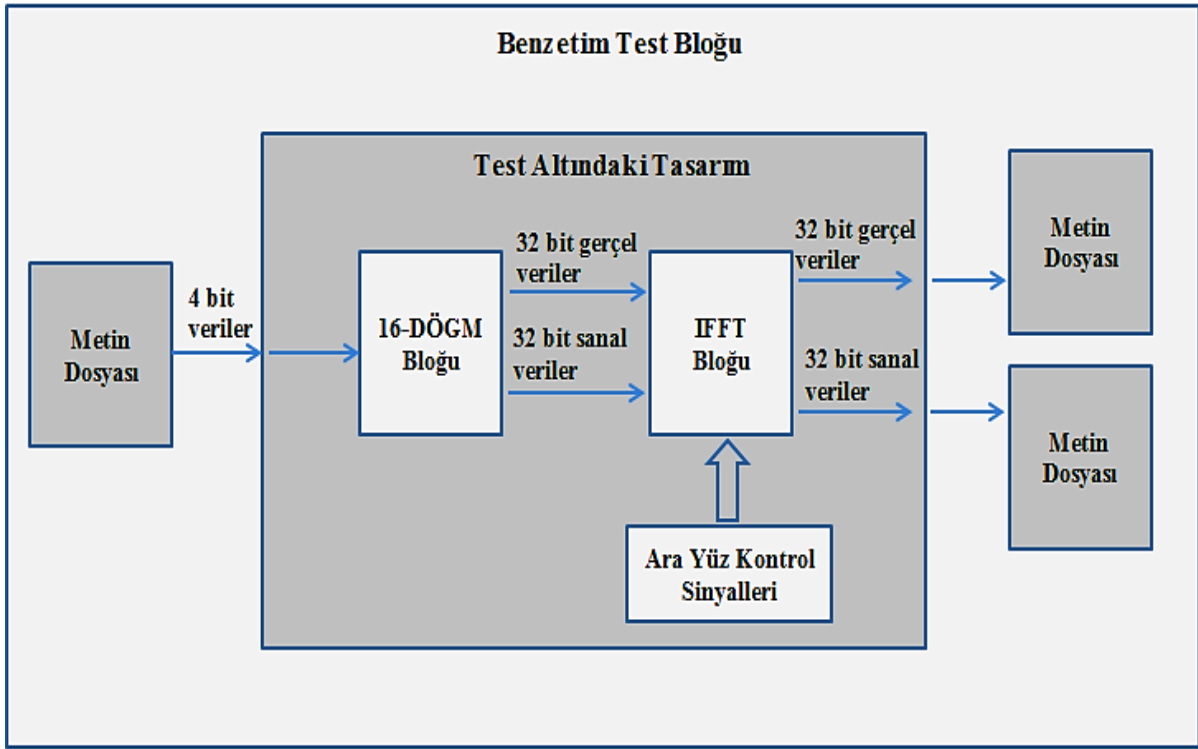 Benzetim Test Bloğu
Test Altındaki Tasarım
Metin
Dosyası
4 bit
veriler
16-DÖGM
Bloğu
32 bit gerçel
veriler
32 bit sanal
veriler
IFFT
Bloğu
32 bit gerçel
veriler
32 bit sanal
veriler
Ara Yüz Kontrol
Sinyalleri
Metin
Dosyası
Metin
Dosyası